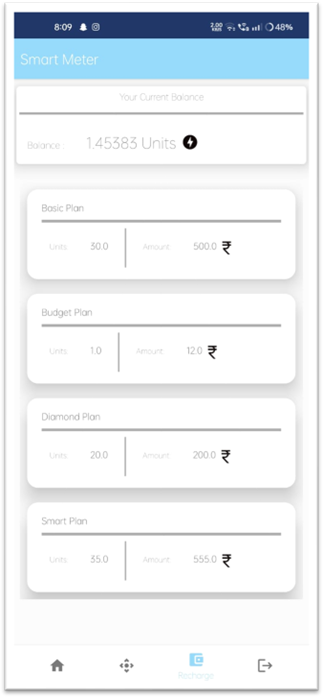 8:09 2.00 KB/S 48%
Smart Meter
Your Current Balance
Balance : 1.45383 Units
Basic Plan
Units 30.0 Amount 500.0 ₹
Budget Plan
Units 1.0 Amount 12.0 ₹
Diamond Plan
Units 20.0 Amount 200.0 ₹
Smart Plan
Units 35.0 Amount 555.0 ₹
Recharge